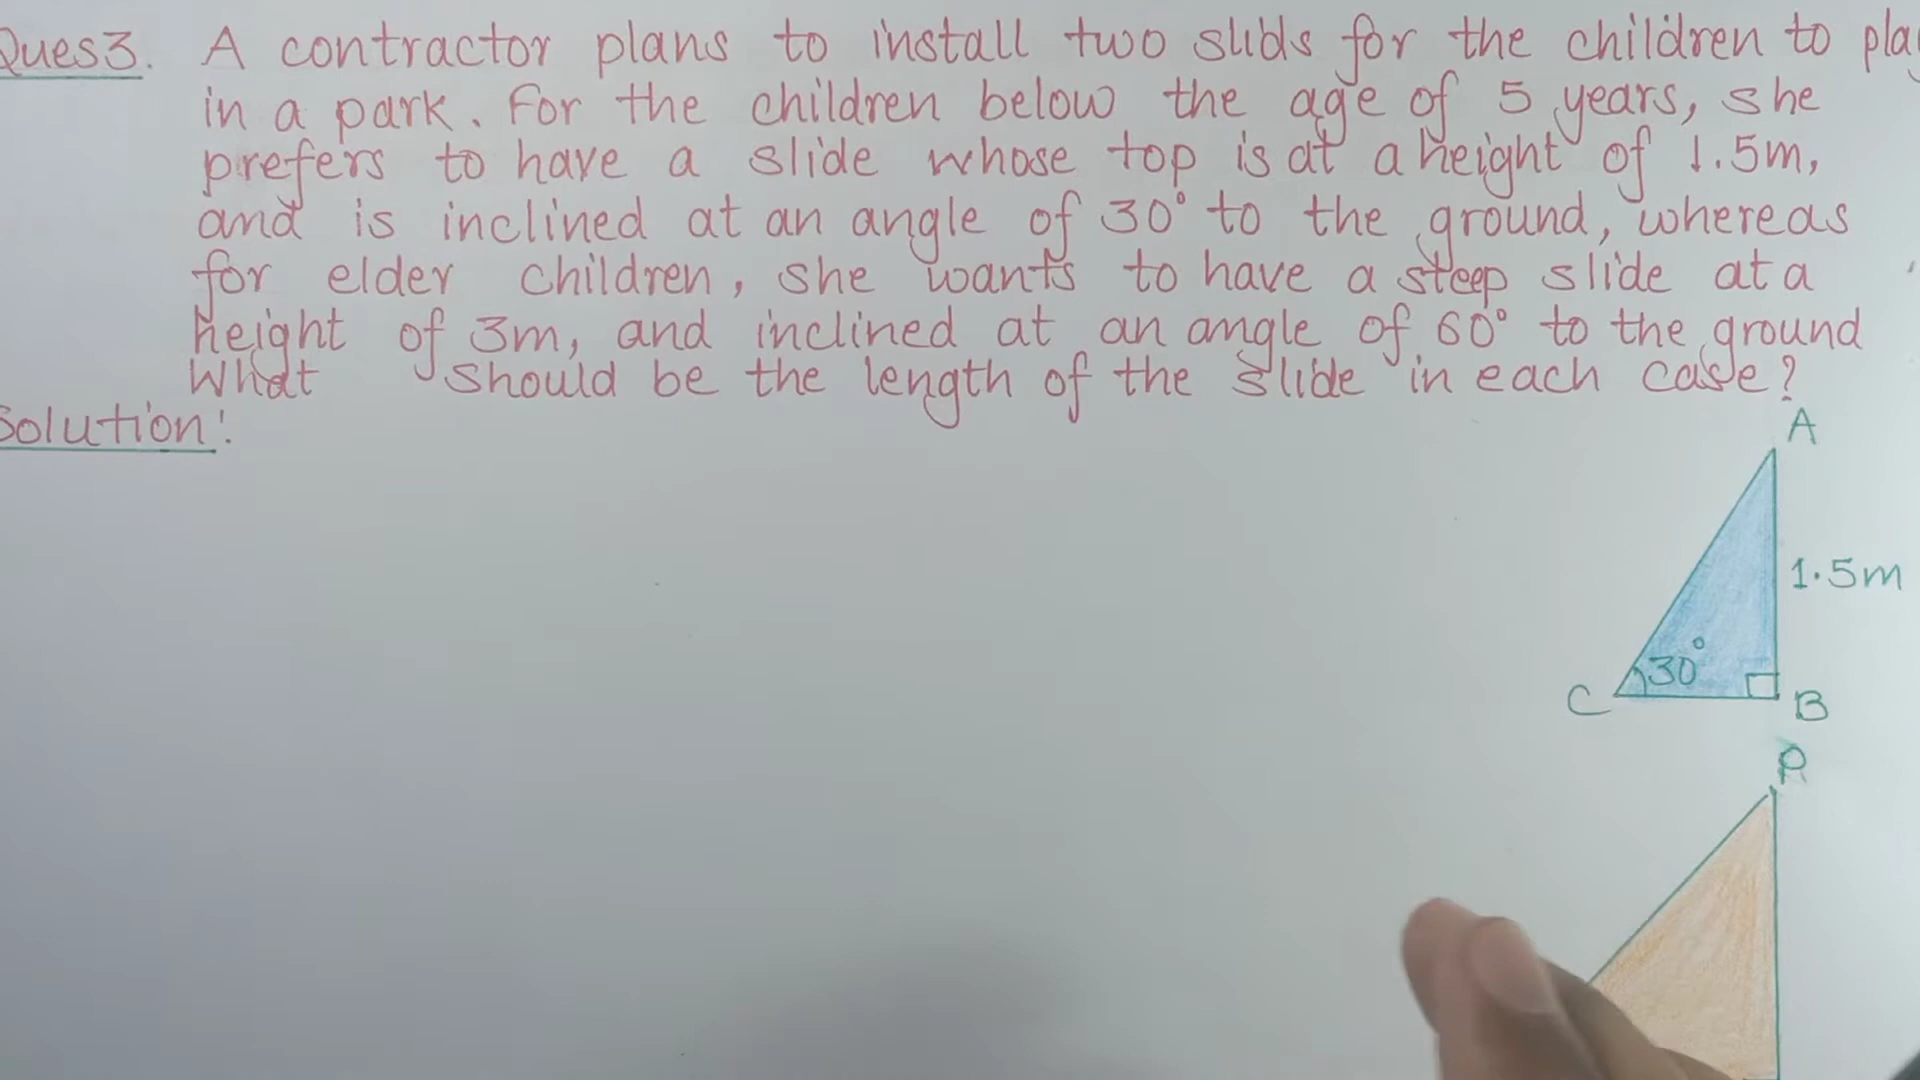 Ques3. A contractor plans to install two slids for the children to play
in a park. For the children below the age of 5 years, she
prefers to have a slide whose top is at a height of 1.5m,
and is inclined at an angle of 30° to the ground, whereas
for elder children, she wants to have a steep slide at a
height of 3m, and inclined at an angle of 60° to the ground
What should be the length of the slide in each case?
Solution:
A
1.5m
30°
C
B
P